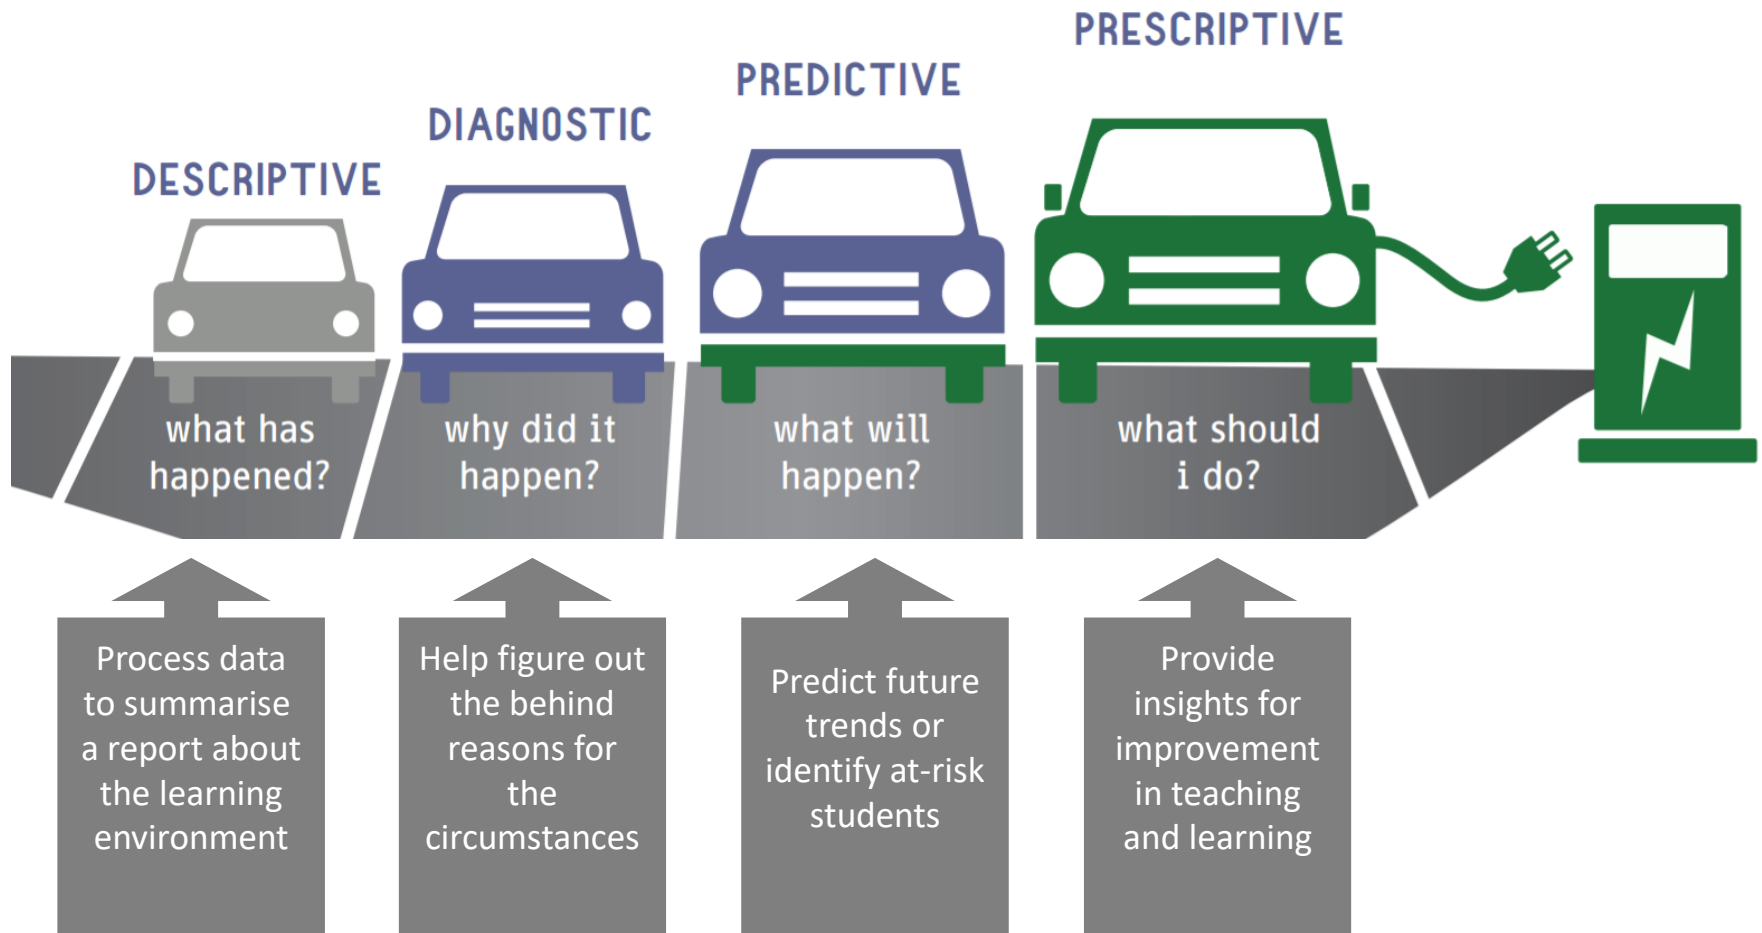 DESCRIPTIVE
DIAGNOSTIC
PREDICTIVE
PRESCRIPTIVE
what has
happened?
why did it
happen?
what will
happen?
what should
i do?
Process data
to summarise
a report about
the learning
environment
Help figure out
the behind
reasons for
the
circumstances
Predict future
trends or
identify at-risk
students
Provide
insights for
improvement
in teaching
and learning